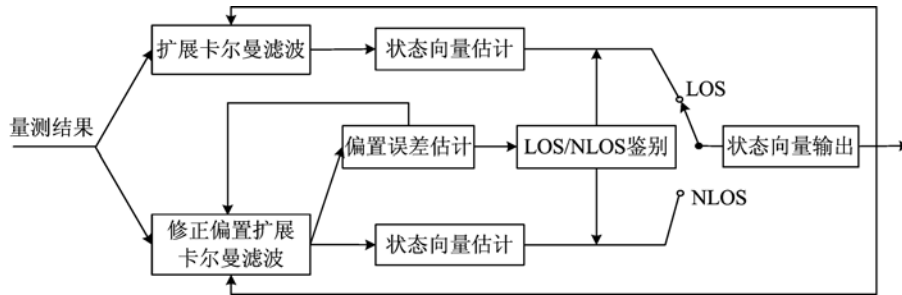 扩展卡尔曼滤波
状态向量估计
LOS
量测结果
偏置误差估计
LOS/NLOS鉴别
状态向量输出
NLOS
修正偏置扩展
卡尔曼滤波
状态向量估计